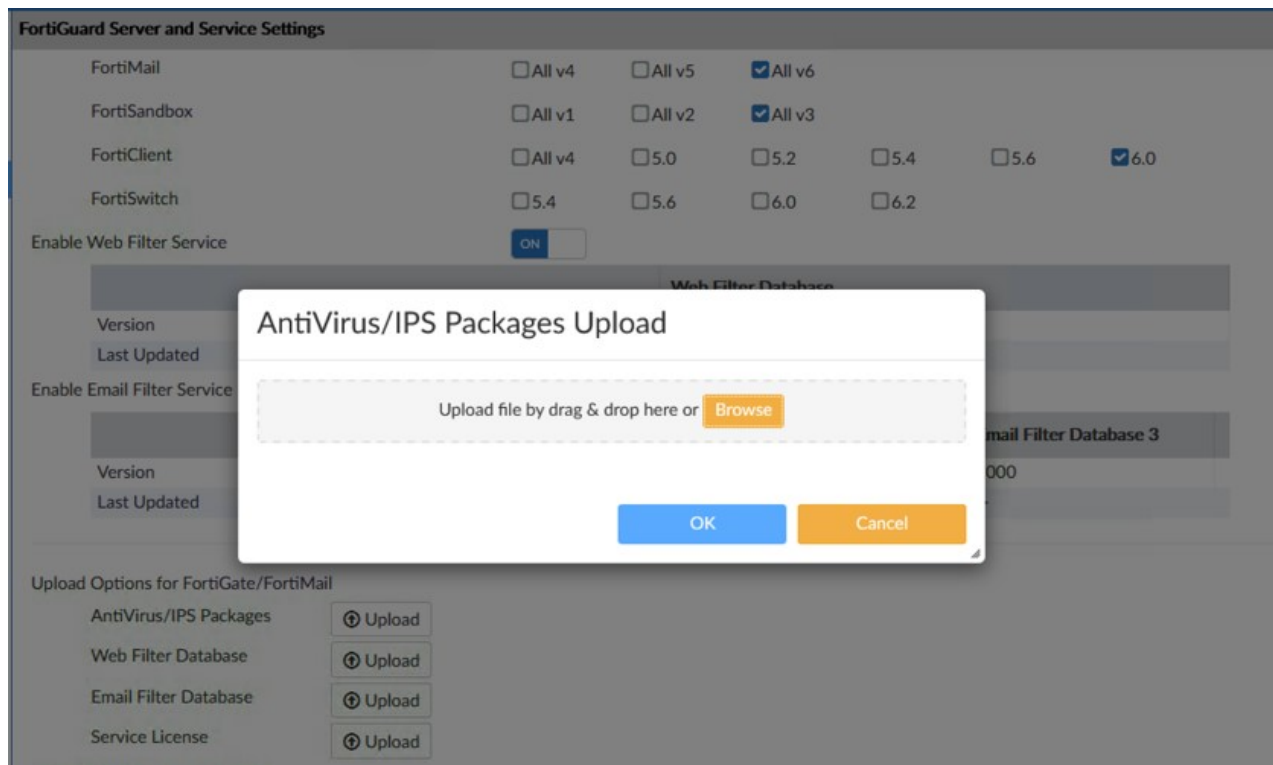 FortiGuard Server and Service Settings
FortiMail All v4 All v5 All v6
FortiSandbox All v1 All v2 All v3
FortiClient All v4 5.0 5.2 5.4 5.6 6.0
FortiSwitch 5.4 5.6 6.0 6.2
Enable Web Filter Service ON
Web Filter Database
Version
Last Updated
Enable Email Filter Service
AntiVirus/IPS Packages Upload
Upload file by drag & drop here or Browse
OK Cancel
Filter Database 3
Version 000
Last Updated
Upload Options for FortiGate/FortiMail
AntiVirus/IPS Packages Upload
Web Filter Database Upload
Email Filter Database Upload
Service License Upload